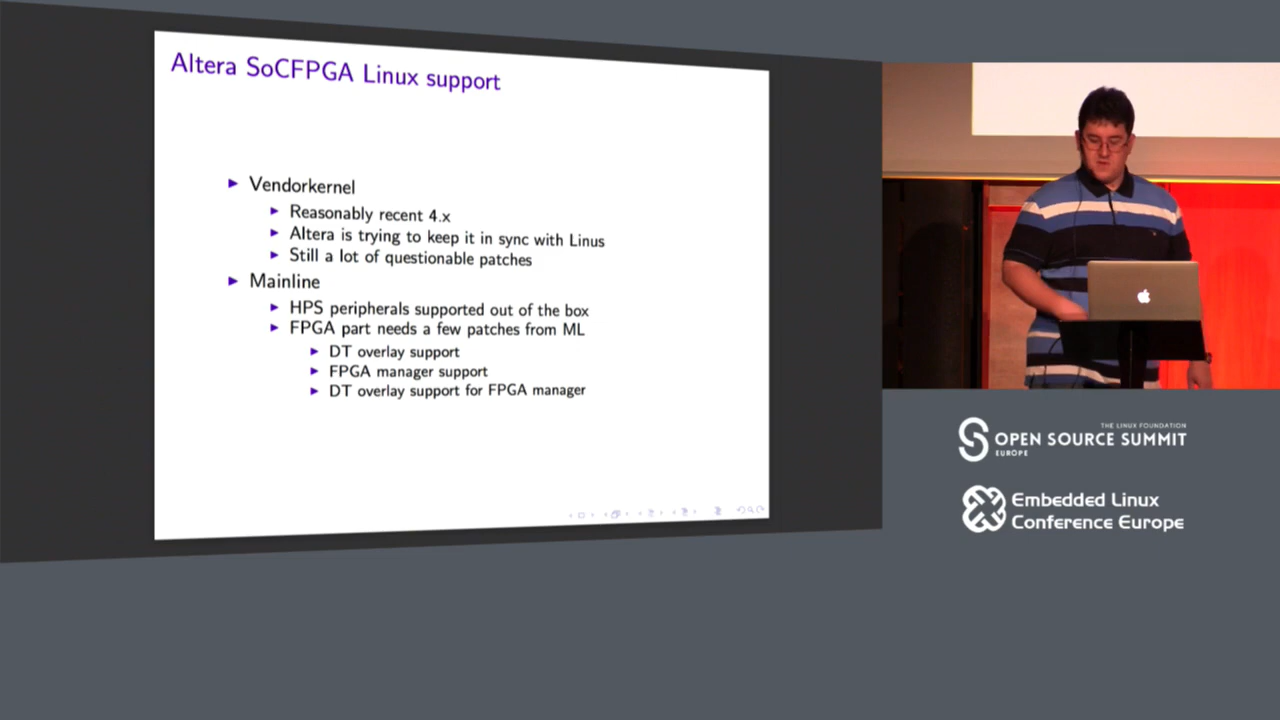 Altera SoCFPGA Linux support
Vendorkernel
Reasonably recent 4.x
Altera is trying to keep it in sync with Linus
Still a lot of questionable patches
Mainline
HPS peripherals supported out of the box
FPGA part needs a few patches from ML
DT overlay support
FPGA manager support
DT overlay support for FPGA manager
THE LINUX FOUNDATION
OPEN SOURCE SUMMIT
EUROPE
Embedded Linux
Conference Europe